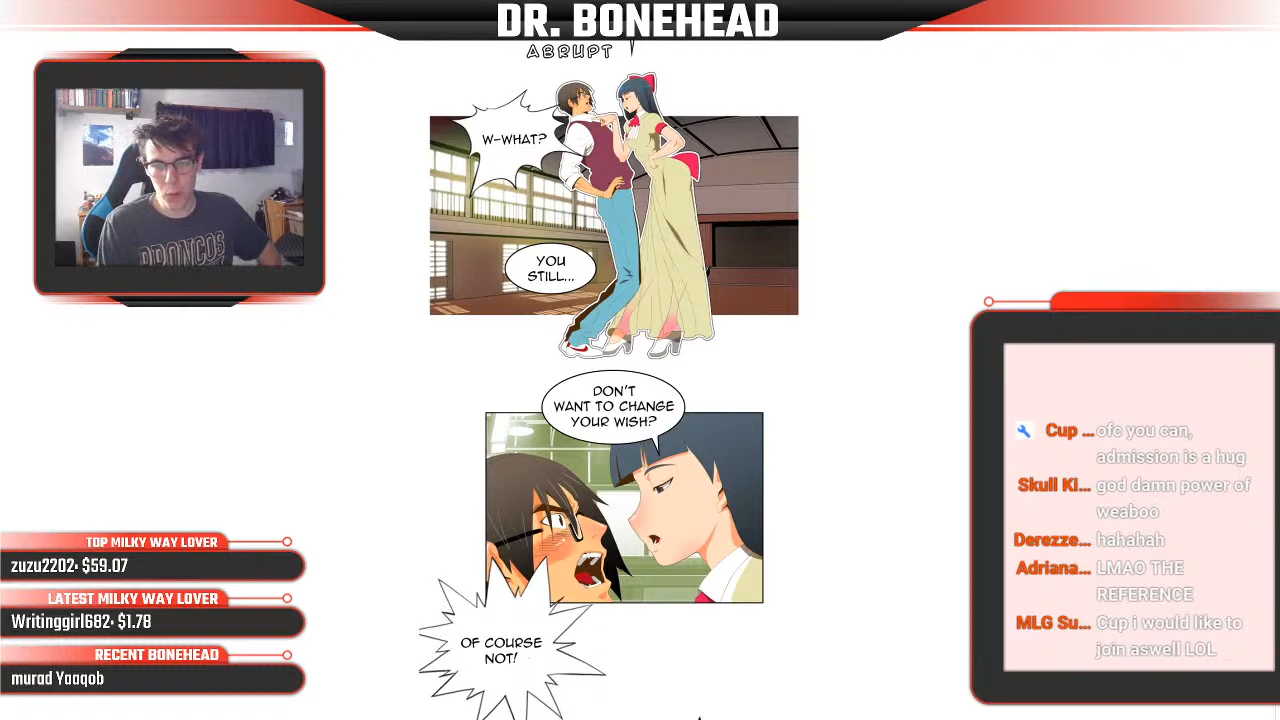 DR. BONEHEAD
ABRUPT
W-WHAT?
YOU
STILL...
DON'T
WANT TO CHANGE
YOUR WISH?
OF COURSE
NOT!
BRONCOS
TOP MILKY WAY LOVER
zuzu2202• $59.07
LATEST MILKY WAY LOVER
Writinggirl682• $1.78
RECENT BONEHEAD
murad Yaaqob
Cup ... ofc you can,
admission is a hug
Skull Ki... god damn power of
weaboo
Derezze... hahahah
Adriana... LMAO THE
REFERENCE
MLG Su... Cup i would like to
join aswell LOL